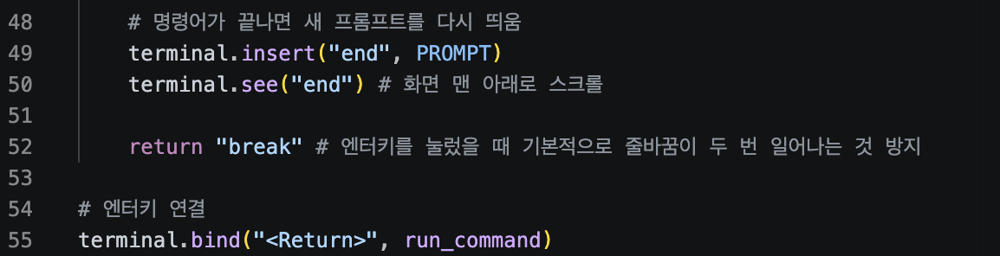 48 # 명령어가 끝나면 새 프롬프트를 다시 띄움
49 terminal.insert("end", PROMPT)
50 terminal.see("end") # 화면 맨 아래로 스크롤
51
52 return "break" # 엔터키를 눌렀을 때 기본적으로 줄바꿈이 두 번 일어나는 것 방지
53
54 # 엔터키 연결
55 terminal.bind("<Return>", run_command)